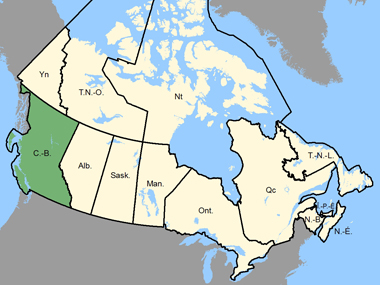 Yn
T.N.-O.
Nt
C.-B.
Alb.
Sask.
Man.
Ont.
Qc
T.-N.-L.
Î.-P.-É.
N.-B.
N.-É.